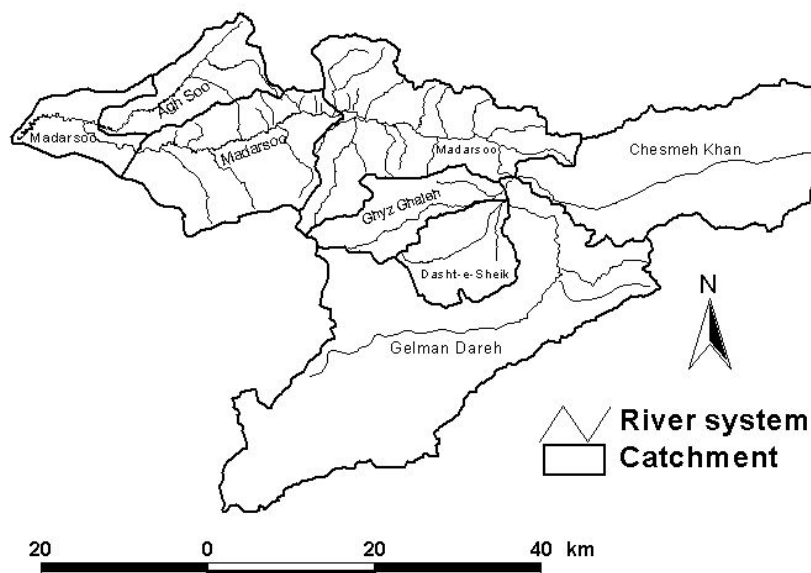 Agh Soo
Madarsoo
Madarsoo
Madarsoo
Chesmeh Khan
Ghyz Ghaleh
Dasht-e-Sheik
Gelman Dareh
N
River system
Catchment
20 0 20 40 km